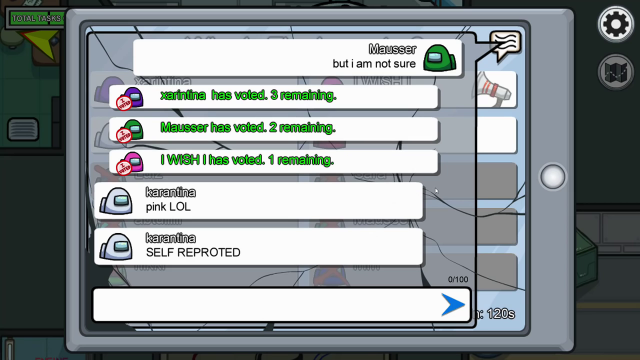 TOTAL TASKS
Mausser
but i am not sure
xarintina has voted. 3 remaining.
Mausser has voted. 2 remaining.
I WISH I has voted. 1 remaining.
karantina
pink LOL
karantina
SELF REPROTED
0/100
120s